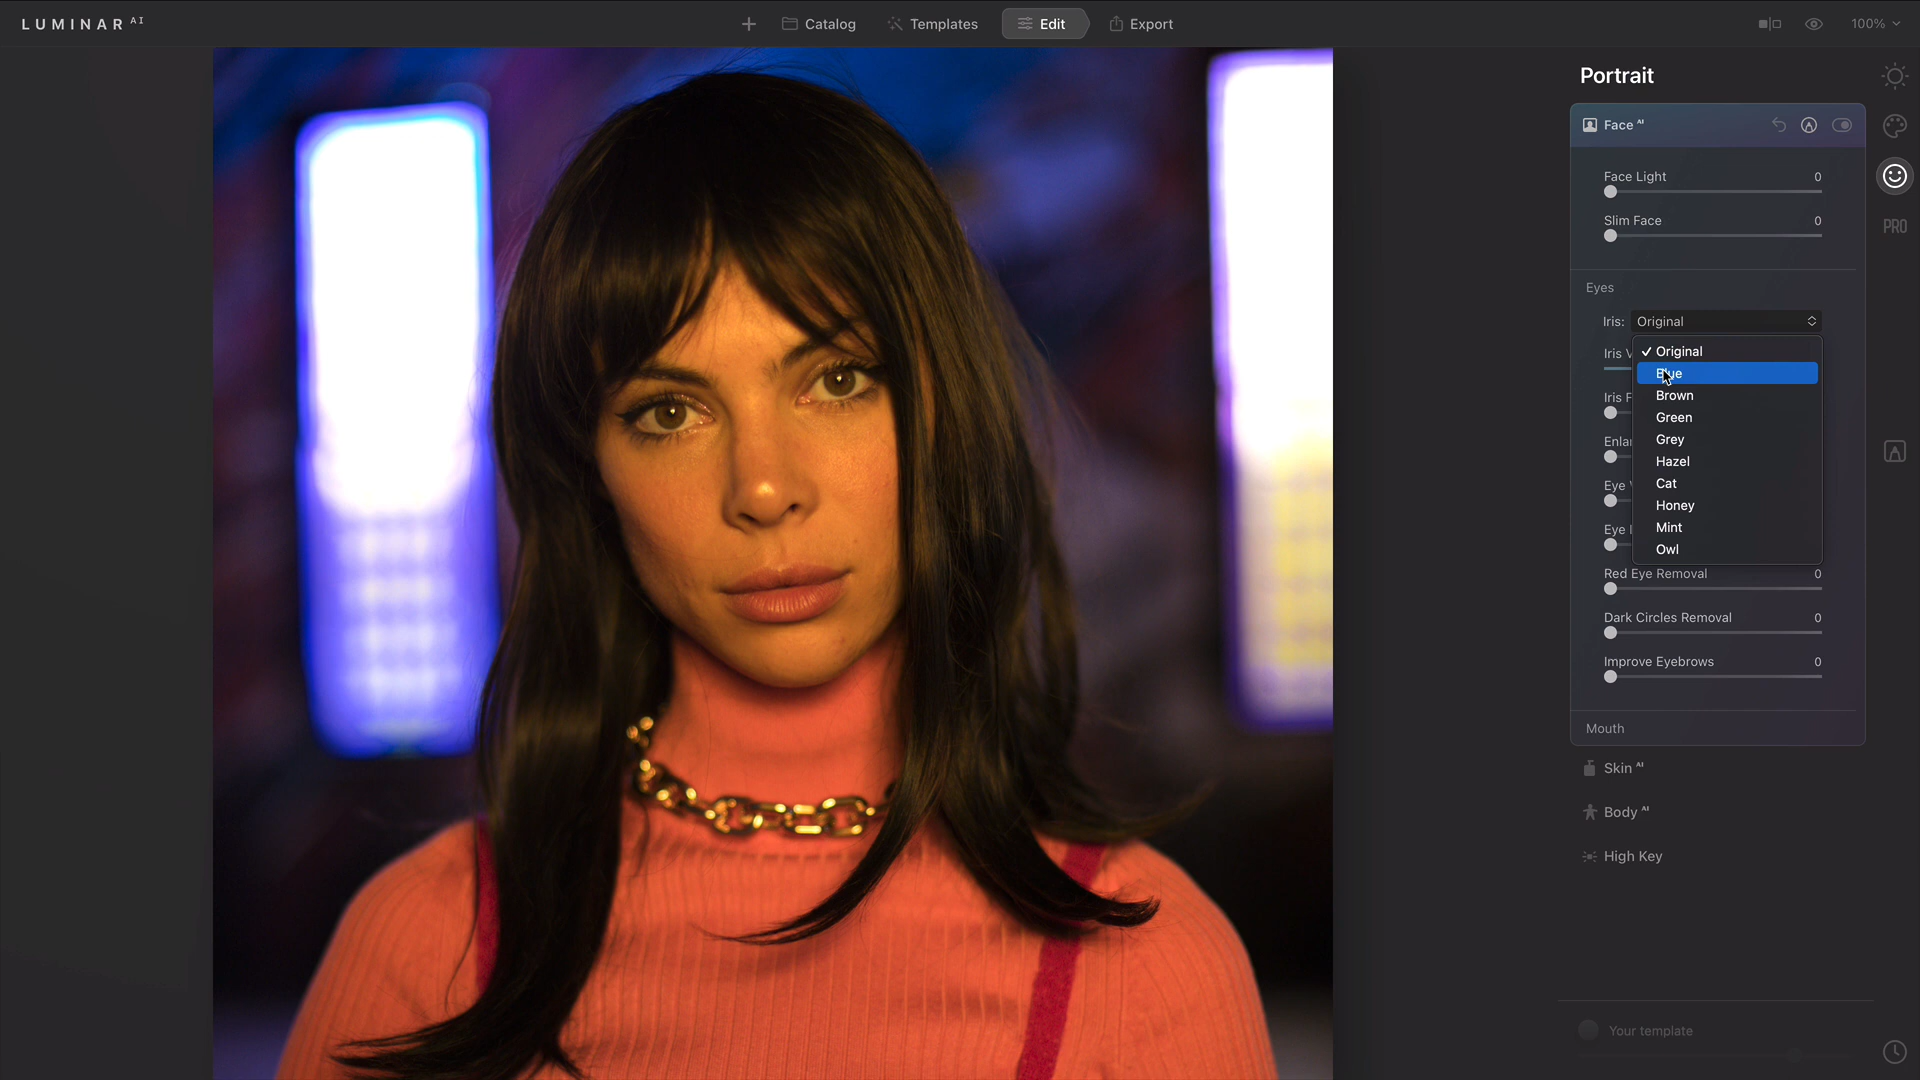 LUMINAR AI
Catalog
Templates
Edit
Export
100%
Portrait
Face AI
PRO
Face Light 0
Slim Face 0
Eyes
Iris: Original
Iris V
Original
Blue
Brown
Iris F
Green
Enlar
Grey
Hazel
Eye
Cat
Honey
Eye
Mint
Owl
Red Eye Removal 0
Dark Circles Removal 0
Improve Eyebrows 0
Mouth
Skin AI
Body AI
High Key
Your template